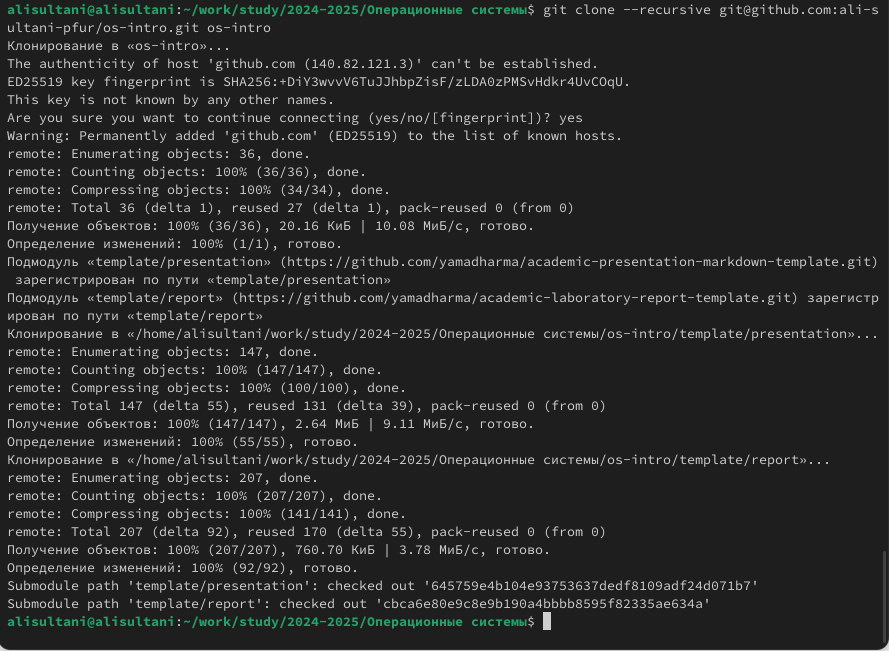 alisultani@alisultani:~/work/study/2024-2025/Операционные системы$ git clone --recursive git@github.com:ali-s
ultani-pfur/os-intro.git os-intro
Клонирование в «os-intro»...
The authenticity of host 'github.com (140.82.121.3)' can't be established.
ED25519 key fingerprint is SHA256:+DiY3wvvV6TuJJhbpZisF/zLDA0zPMSvHdkr4UvCOqU.
This key is not known by any other names.
Are you sure you want to continue connecting (yes/no/[fingerprint])? yes
Warning: Permanently added 'github.com' (ED25519) to the list of known hosts.
remote: Enumerating objects: 36, done.
remote: Counting objects: 100% (36/36), done.
remote: Compressing objects: 100% (34/34), done.
remote: Total 36 (delta 1), reused 27 (delta 1), pack-reused 0 (from 0)
Получение объектов: 100% (36/36), 20.16 КиБ | 10.08 МиБ/с, готово.
Определение изменений: 100% (1/1), готово.
Подмодуль «template/presentation» (https://github.com/yamadharma/academic-presentation-markdown-template.git)
зарегистрирован по пути «template/presentation»
Подмодуль «template/report» (https://github.com/yamadharma/academic-laboratory-report-template.git) зарегистр
ирован по пути «template/report»
Клонирование в «/home/alisultani/work/study/2024-2025/Операционные системы/os-intro/template/presentation»...
remote: Enumerating objects: 147, done.
remote: Counting objects: 100% (147/147), done.
remote: Compressing objects: 100% (100/100), done.
remote: Total 147 (delta 55), reused 131 (delta 39), pack-reused 0 (from 0)
Получение объектов: 100% (147/147), 2.64 МиБ | 9.11 МиБ/с, готово.
Определение изменений: 100% (55/55), готово.
Клонирование в «/home/alisultani/work/study/2024-2025/Операционные системы/os-intro/template/report»...
remote: Enumerating objects: 207, done.
remote: Counting objects: 100% (207/207), done.
remote: Compressing objects: 100% (141/141), done.
remote: Total 207 (delta 92), reused 170 (delta 55), pack-reused 0 (from 0)
Получение объектов: 100% (207/207), 760.70 КиБ | 3.78 МиБ/с, готово.
Определение изменений: 100% (92/92), готово.
Submodule path 'template/presentation': checked out '645759e4b104e93753637dedf8109adf24d071b7'
Submodule path 'template/report': checked out 'cbca6e80e9c8e9b190a4bbbb8595f82335ae634a'
alisultani@alisultani:~/work/study/2024-2025/Операционные системы$